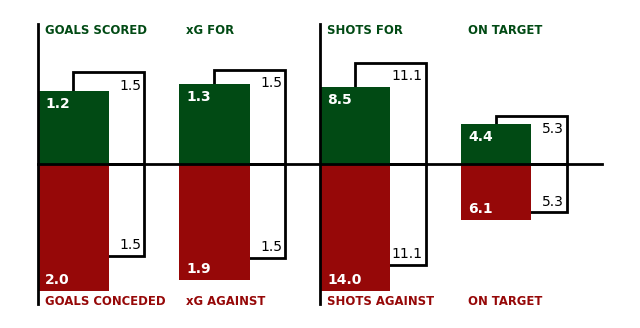 GOALS SCORED xG FOR SHOTS FOR ON TARGET
1.2 1.5 1.3 1.5 8.5 11.1 4.4 5.3
2.0 1.5 1.9 1.5 14.0 11.1 6.1 5.3
GOALS CONCEDED xG AGAINST SHOTS AGAINST ON TARGET